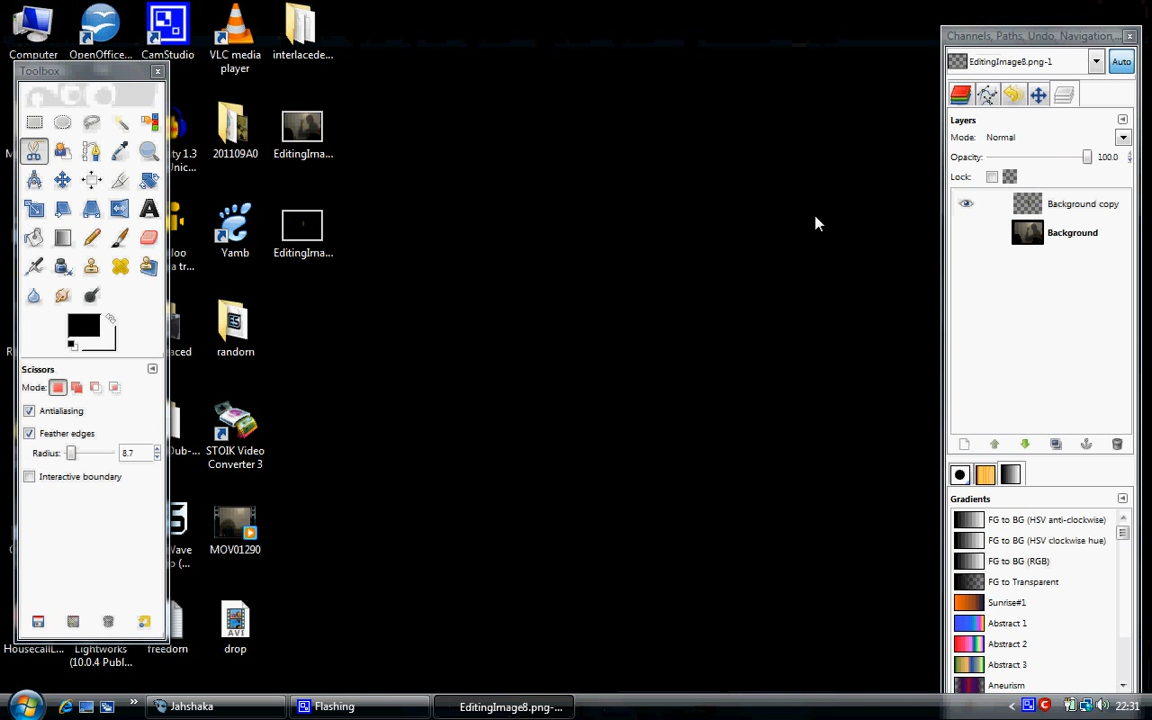 Computer
OpenOffice...
CamStudio
VLC media
player
interlacede...
Toolbox
201109A0
EditingIma...
Yamb
EditingIma...
random
STOIK Video
Converter 3
MOV01290
HousecallL...
Lightworks
(10.0.4 Publ...
freedom
drop
Scissors
Mode:
Antialiasing
Feather edges
Radius:
8.7
Interactive boundary
Channels, Paths, Undo, Navigation,...
EditingImage8.png-1
Auto
Layers
Mode: Normal
Opacity:
100.0
Lock:
Background copy
Background
Gradients
FG to BG (HSV anti-clockwise)
FG to BG (HSV clockwise hue)
FG to BG (RGB)
FG to Transparent
Sunrise#1
Abstract 1
Abstract 2
Abstract 3
Aneurism
Jahshaka
Flashing
EditingImage8.png-...
22:31